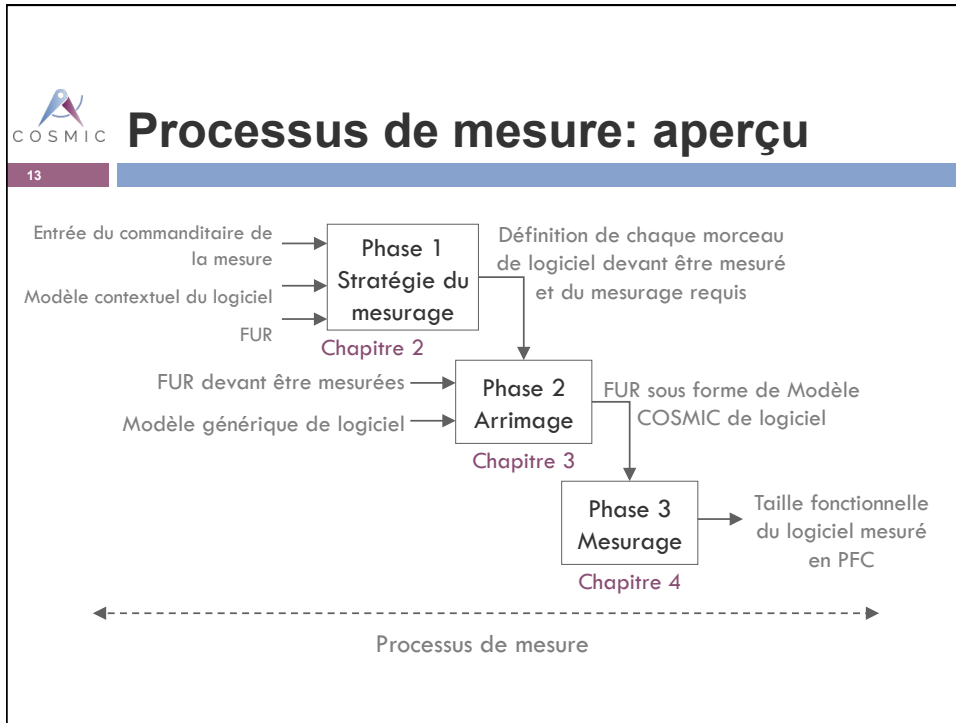 COSMIC
Processus de mesure: aperçu
13
Entrée du commanditaire de
la mesure
Modèle contextuel du logiciel
FUR
Phase 1
Stratégie du
mesurage
Chapitre 2
Définition de chaque morceau
de logiciel devant être mesuré
et du mesurage requis
FUR devant être mesurées
Modèle générique de logiciel
Phase 2
Arrimage
Chapitre 3
FUR sous forme de Modèle
COSMIC de logiciel
Phase 3
Mesurage
Chapitre 4
Taille fonctionnelle
du logiciel mesuré
en PFC
Processus de mesure